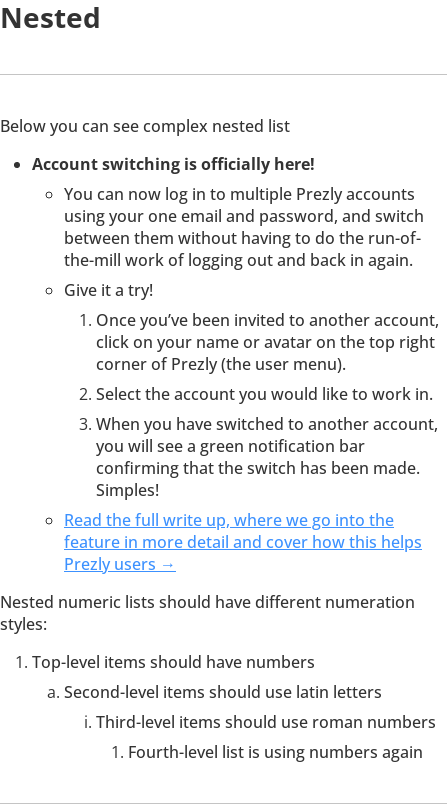 Nested
Below you can see complex nested list
• Account switching is officially here!
◦ You can now log in to multiple Prezly accounts
using your one email and password, and switch
between them without having to do the run-of-
the-mill work of logging out and back in again.
◦ Give it a try!
1. Once you’ve been invited to another account,
click on your name or avatar on the top right
corner of Prezly (the user menu).
2. Select the account you would like to work in.
3. When you have switched to another account,
you will see a green notification bar
confirming that the switch has been made.
Simples!
◦ Read the full write up, where we go into the
feature in more detail and cover how this helps
Prezly users →
Nested numeric lists should have different numeration
styles:
1. Top-level items should have numbers
a. Second-level items should use latin letters
i. Third-level items should use roman numbers
1. Fourth-level list is using numbers again